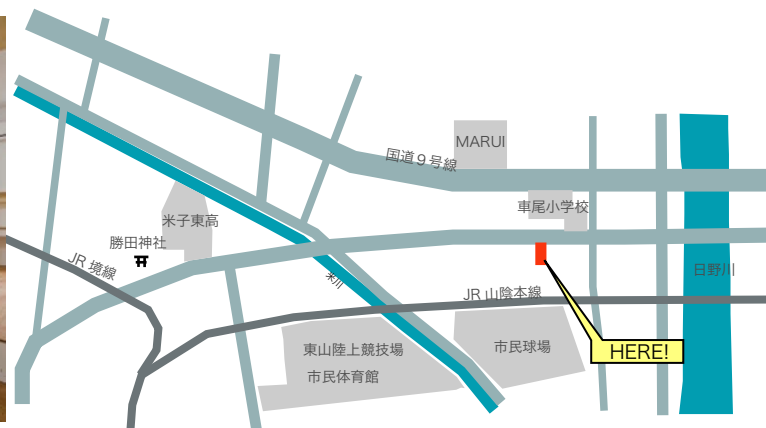 MARUI
国道９号線
車尾小学校
米子東高
勝田神社
JR 境線
米川
日野川
JR 山陰本線
HERE!
市民球場
東山陸上競技場
市民体育館